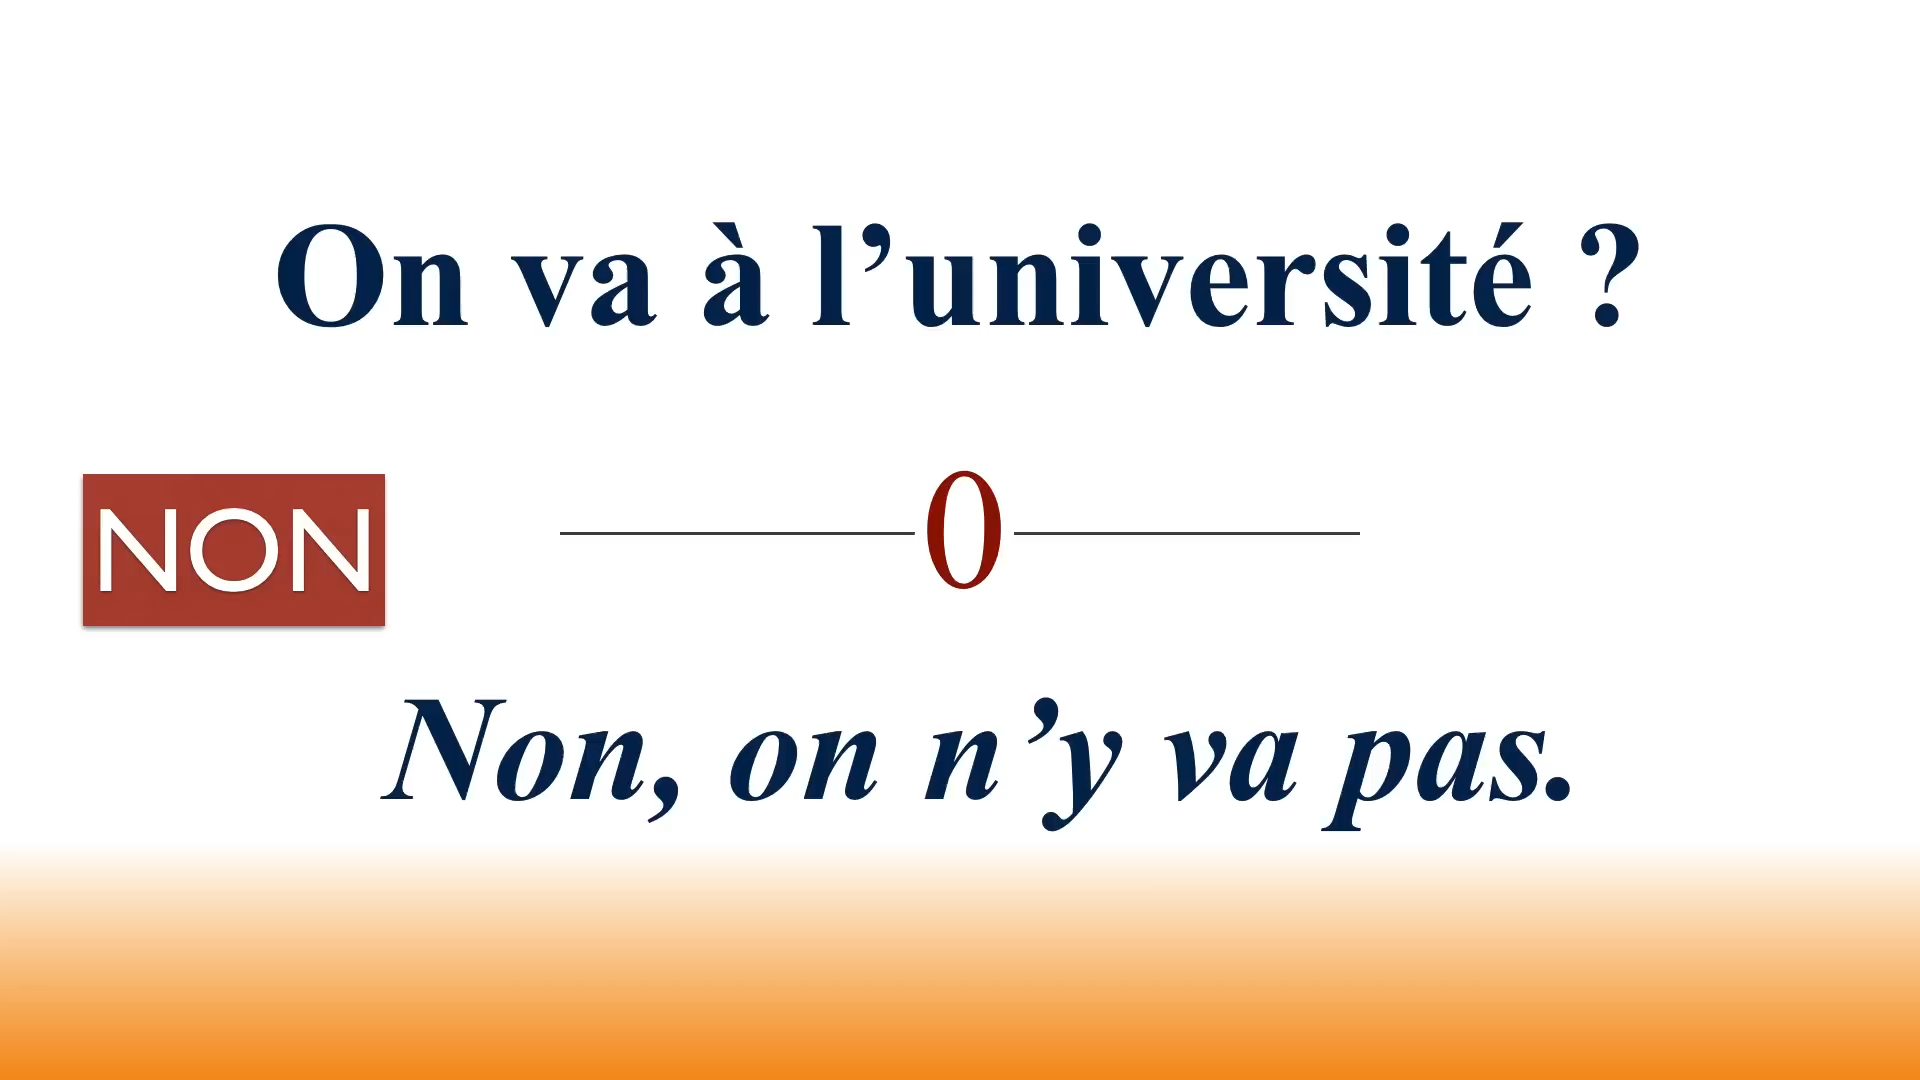 On va à l’université ?
NON
0
Non, on n’y va pas.